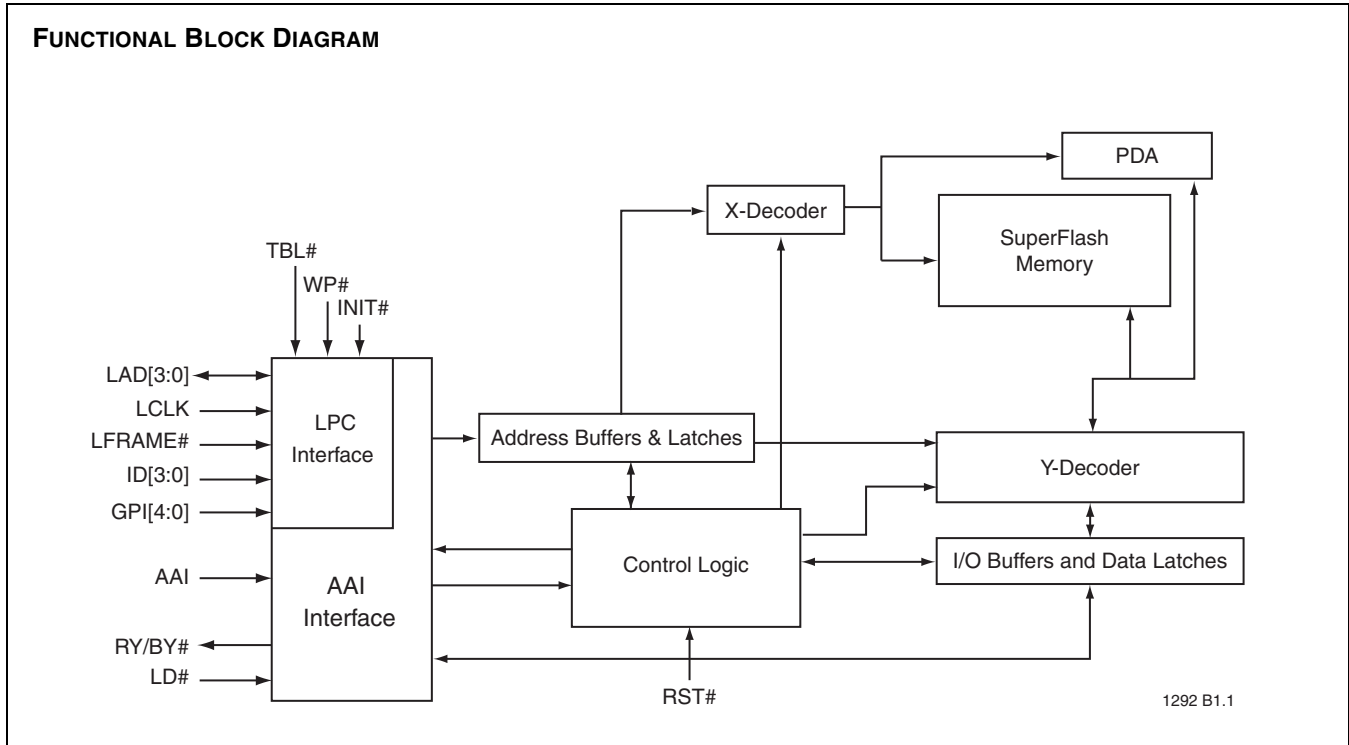 FUNCTIONAL BLOCK DIAGRAM
PDA
X-Decoder
SuperFlash
Memory
TBL#
WP#
INIT#
LAD[3:0]
LCLK
LFRAME#
ID[3:0]
GPI[4:0]
LPC
Interface
Address Buffers & Latches
Y-Decoder
AAI
RY/BY#
LD#
AAI
Interface
Control Logic
I/O Buffers and Data Latches
RST#
1292 B1.1